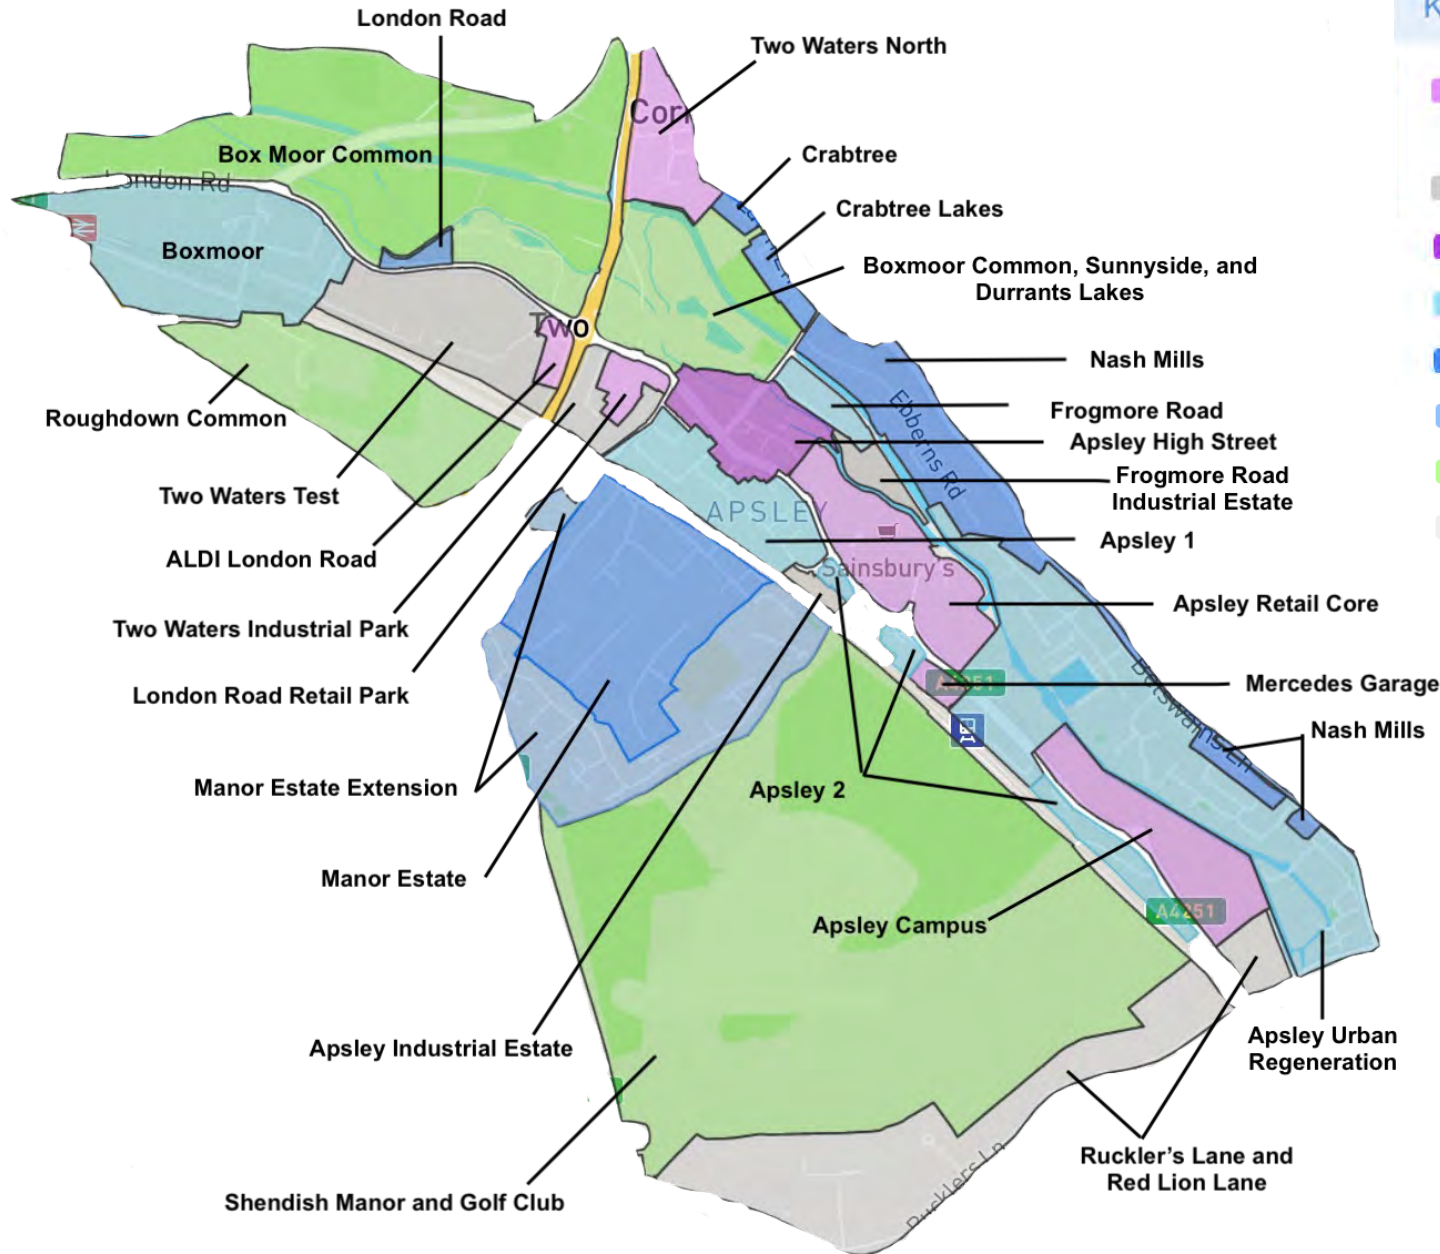 London Road
K
Two Waters North
Cor
Box Moor Common
Crabtree
London Rd
Crabtree Lakes
Boxmoor
Boxmoor Common, Sunnyside, and
Durrants Lakes
Two
Nash Mills
Roughdown Common
Frogmore Road
Ebberns Rd
Apsley High Street
Frogmore Road
Industrial Estate
Two Waters Test
APSLEY
Apsley 1
ALDI London Road
Sainsbury's
Apsley Retail Core
Two Waters Industrial Park
London Road Retail Park
A4251
Mercedes Garage
Belswains Ln
Nash Mills
Manor Estate Extension
Apsley 2
Manor Estate
Apsley Campus
A4251
Apsley Industrial Estate
Apsley Urban
Regeneration
Shendish Manor and Golf Club
Rucklers Ln
Ruckler’s Lane and
Red Lion Lane